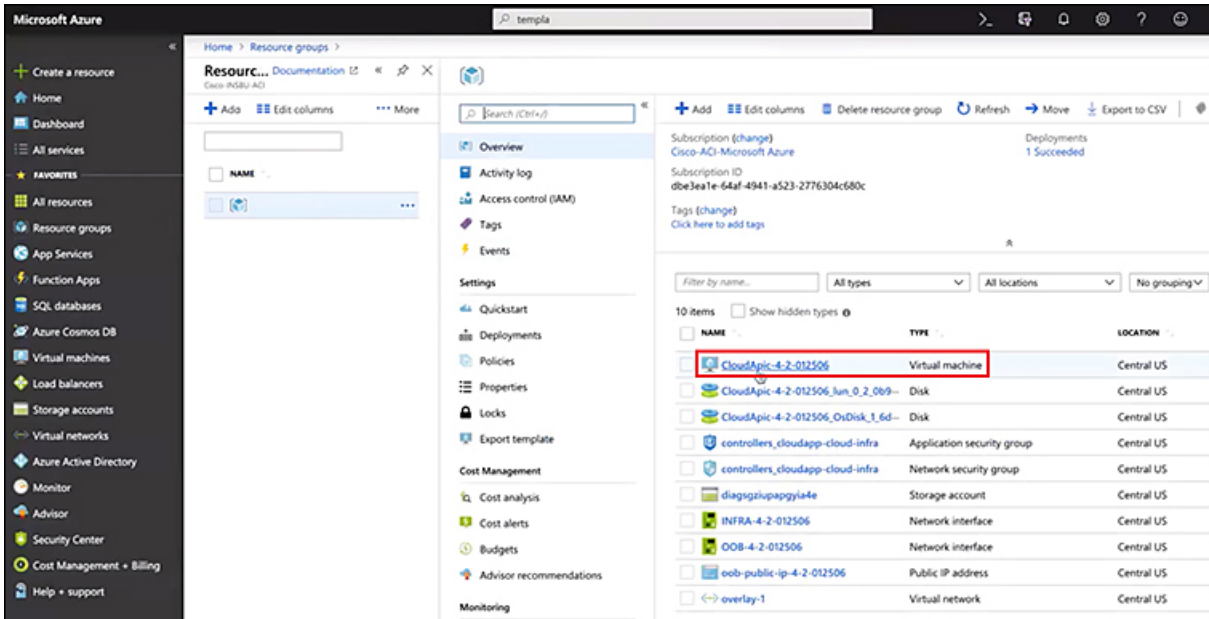 Microsoft Azure
templa
Create a resource
Home
Dashboard
All services
FAVORITES
All resources
Resource groups
App Services
Function Apps
SQL databases
Azure Cosmos DB
Virtual machines
Load balancers
Storage accounts
Virtual networks
Azure Active Directory
Monitor
Advisor
Security Center
Cost Management + Billing
Help + support
Home > Resource groups >
Resourc... Documentation
Cisco-INSBU-ACI
Add Edit columns ... More
NAME
...
Search (Ctrl+/)
Overview
Activity log
Access control (IAM)
Tags
Events
Settings
Quickstart
Deployments
Policies
Properties
Locks
Export template
Cost Management
Cost analysis
Cost alerts
Budgets
Advisor recommendations
Monitoring
Add Edit columns Delete resource group Refresh Move Export to CSV
Subscription (change)
Cisco-ACI-Microsoft Azure
Deployments
1 Succeeded
Subscription ID
dbe3ea1e-64af-4941-a523-2776304c680c
Tags (change)
Click here to add tags
Filter by name... All types All locations No grouping
10 items Show hidden types
NAME TYPE LOCATION
CloudApic-4-2-012506 Virtual machine Central US
CloudApic-4-2-012506_lun_0_2_0b9... Disk Central US
CloudApic-4-2-012506_OsDisk_1_6d... Disk Central US
controllers_cloudapp-cloud-infra Application security group Central US
controllers_cloudapp-cloud-infra Network security group Central US
diagsgziupapgyia4e Storage account Central US
INFRA-4-2-012506 Network interface Central US
OOB-4-2-012506 Network interface Central US
oob-public-ip-4-2-012506 Public IP address Central US
overlay-1 Virtual network Central US